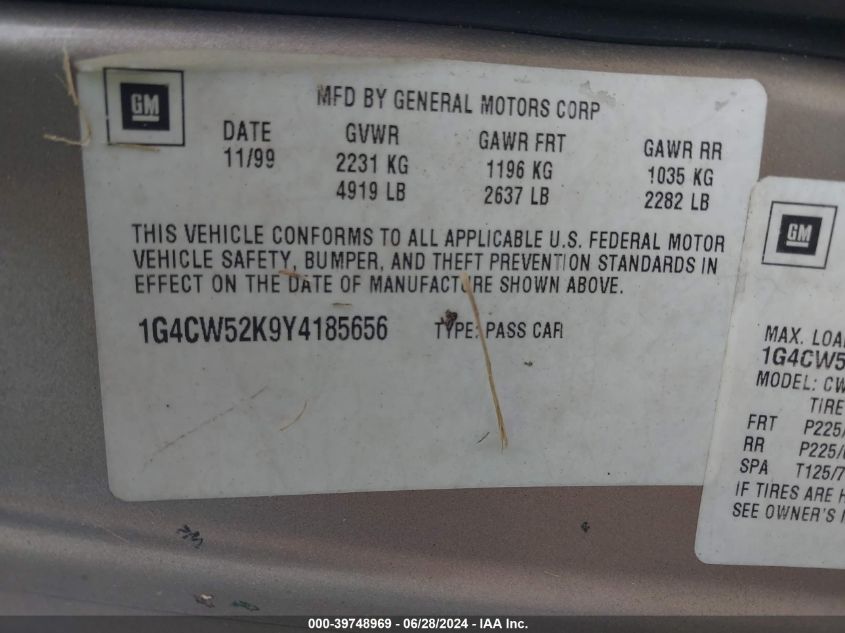 GM
MFD BY GENERAL MOTORS CORP
DATE GVWR GAWR FRT GAWR RR
11/99 2231 KG 1196 KG 1035 KG
4919 LB 2637 LB 2282 LB
THIS VEHICLE CONFORMS TO ALL APPLICABLE U.S. FEDERAL MOTOR
VEHICLE SAFETY, BUMPER, AND THEFT PREVENTION STANDARDS IN
EFFECT ON THE DATE OF MANUFACTURE SHOWN ABOVE.
1G4CW52K9Y4185656 TYPE: PASS CAR
GM
MAX. LOA
1G4CW5
MODEL: CW
TIRE
FRT P225/
RR P225/
SPA T125/7
IF TIRES ARE
SEE OWNER'S
000-39748969 / 06/28/2024 - IAA Inc.